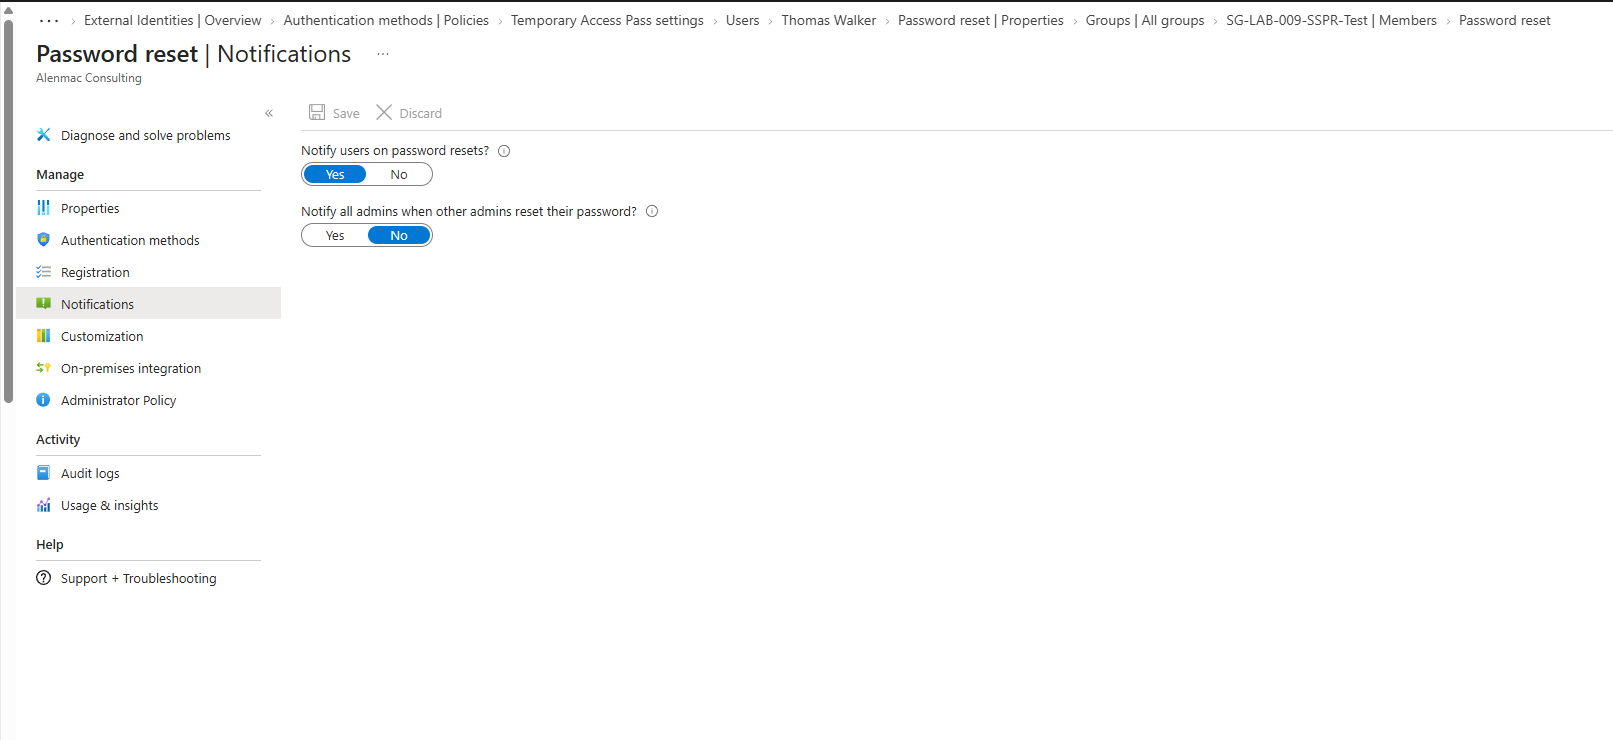 ··· › External Identities | Overview › Authentication methods | Policies › Temporary Access Pass settings › Users › Thomas Walker › Password reset | Properties › Groups | All groups › SG-LAB-009-SSPR-Test | Members › Password reset
Password reset | Notifications ···
Alenmac Consulting
«
Save Discard
Diagnose and solve problems
Manage
Properties
Authentication methods
Registration
Notifications
Customization
On-premises integration
Administrator Policy
Activity
Audit logs
Usage & insights
Help
Support + Troubleshooting
Notify users on password resets?
Yes No
Notify all admins when other admins reset their password?
Yes No